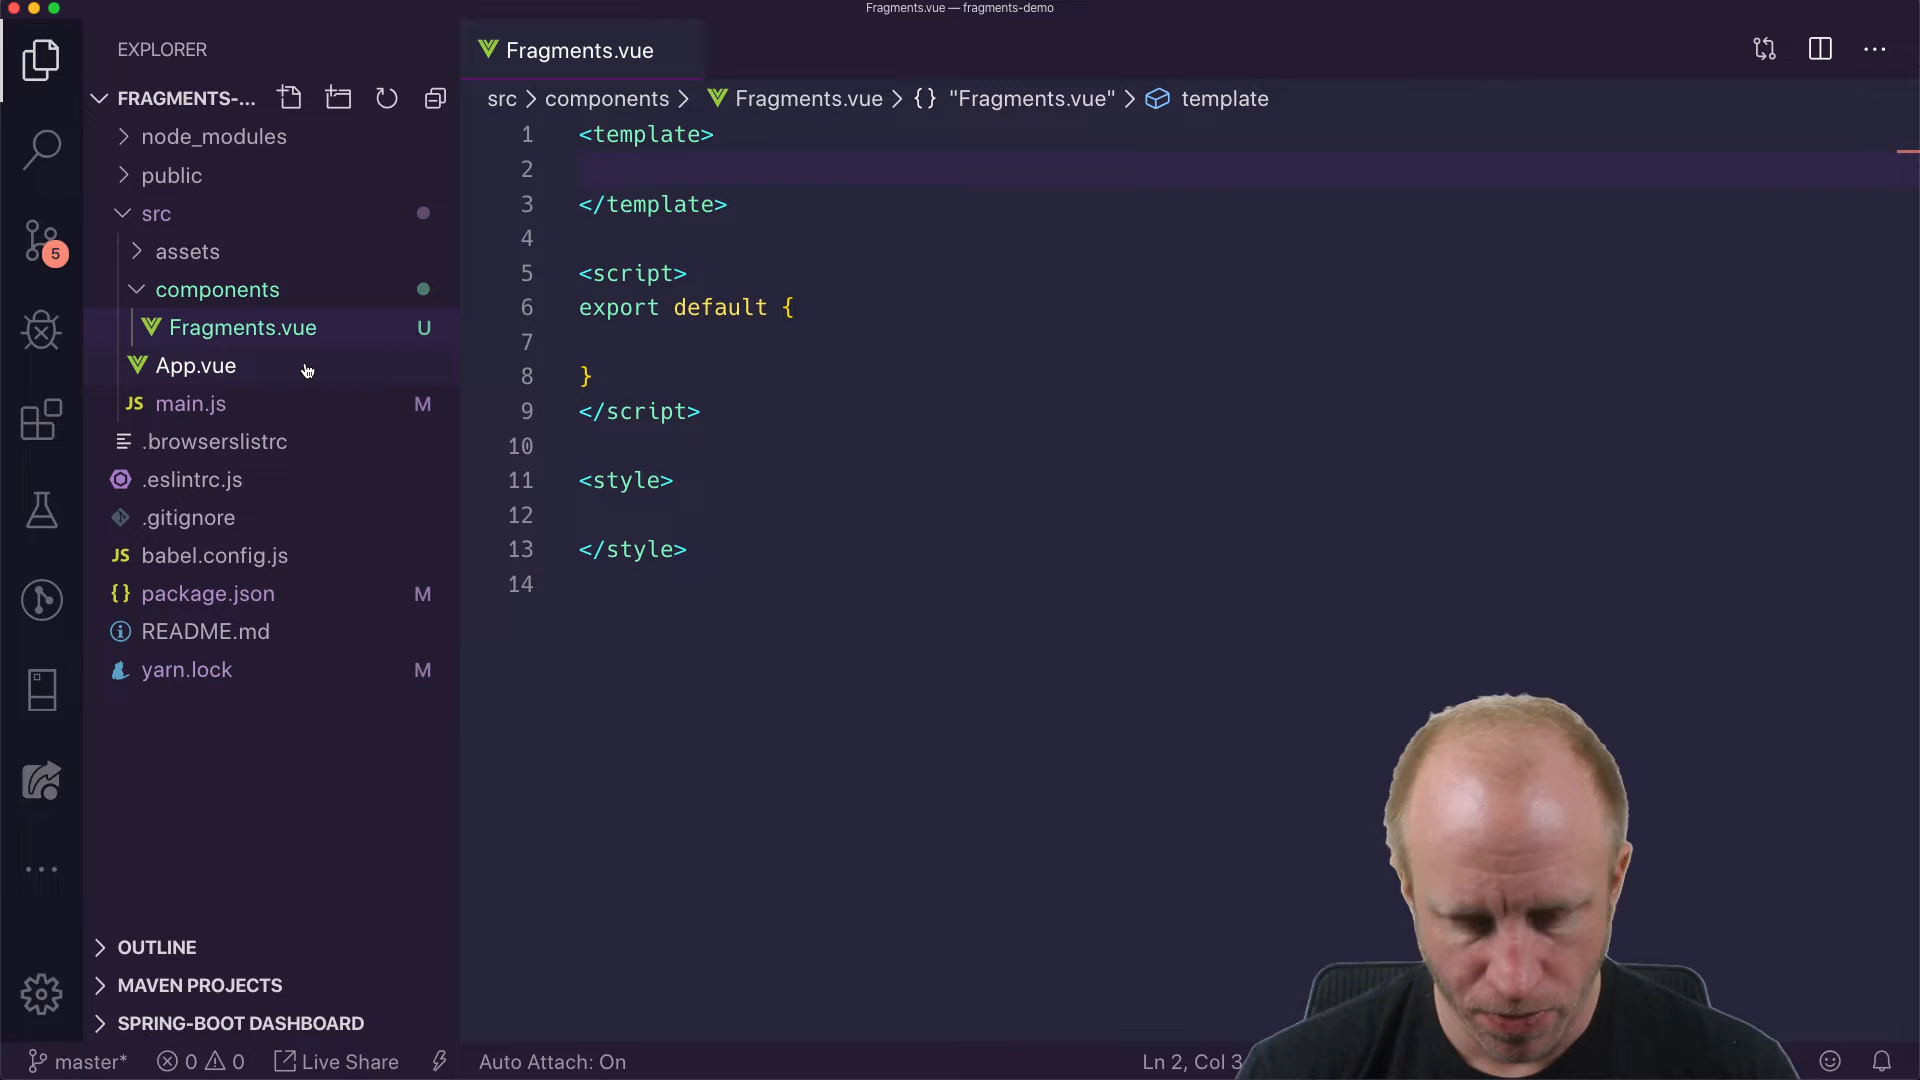 Fragments.vue — fragments-demo
EXPLORER
FRAGMENTS-...
node_modules
public
src
assets
components
Fragments.vue U
App.vue
JS main.js M
.browserslistrc
.eslintrc.js
.gitignore
JS babel.config.js
{} package.json M
README.md
yarn.lock M
5
OUTLINE
MAVEN PROJECTS
SPRING-BOOT DASHBOARD
Fragments.vue
src > components > Fragments.vue > {} "Fragments.vue" > template
1 <template>
2
3 </template>
4
5 <script>
6 export default {
7
8 }
9 </script>
10
11 <style>
12
13 </style>
14
master* 0 0 Live Share Auto Attach: On Ln 2, Col 3